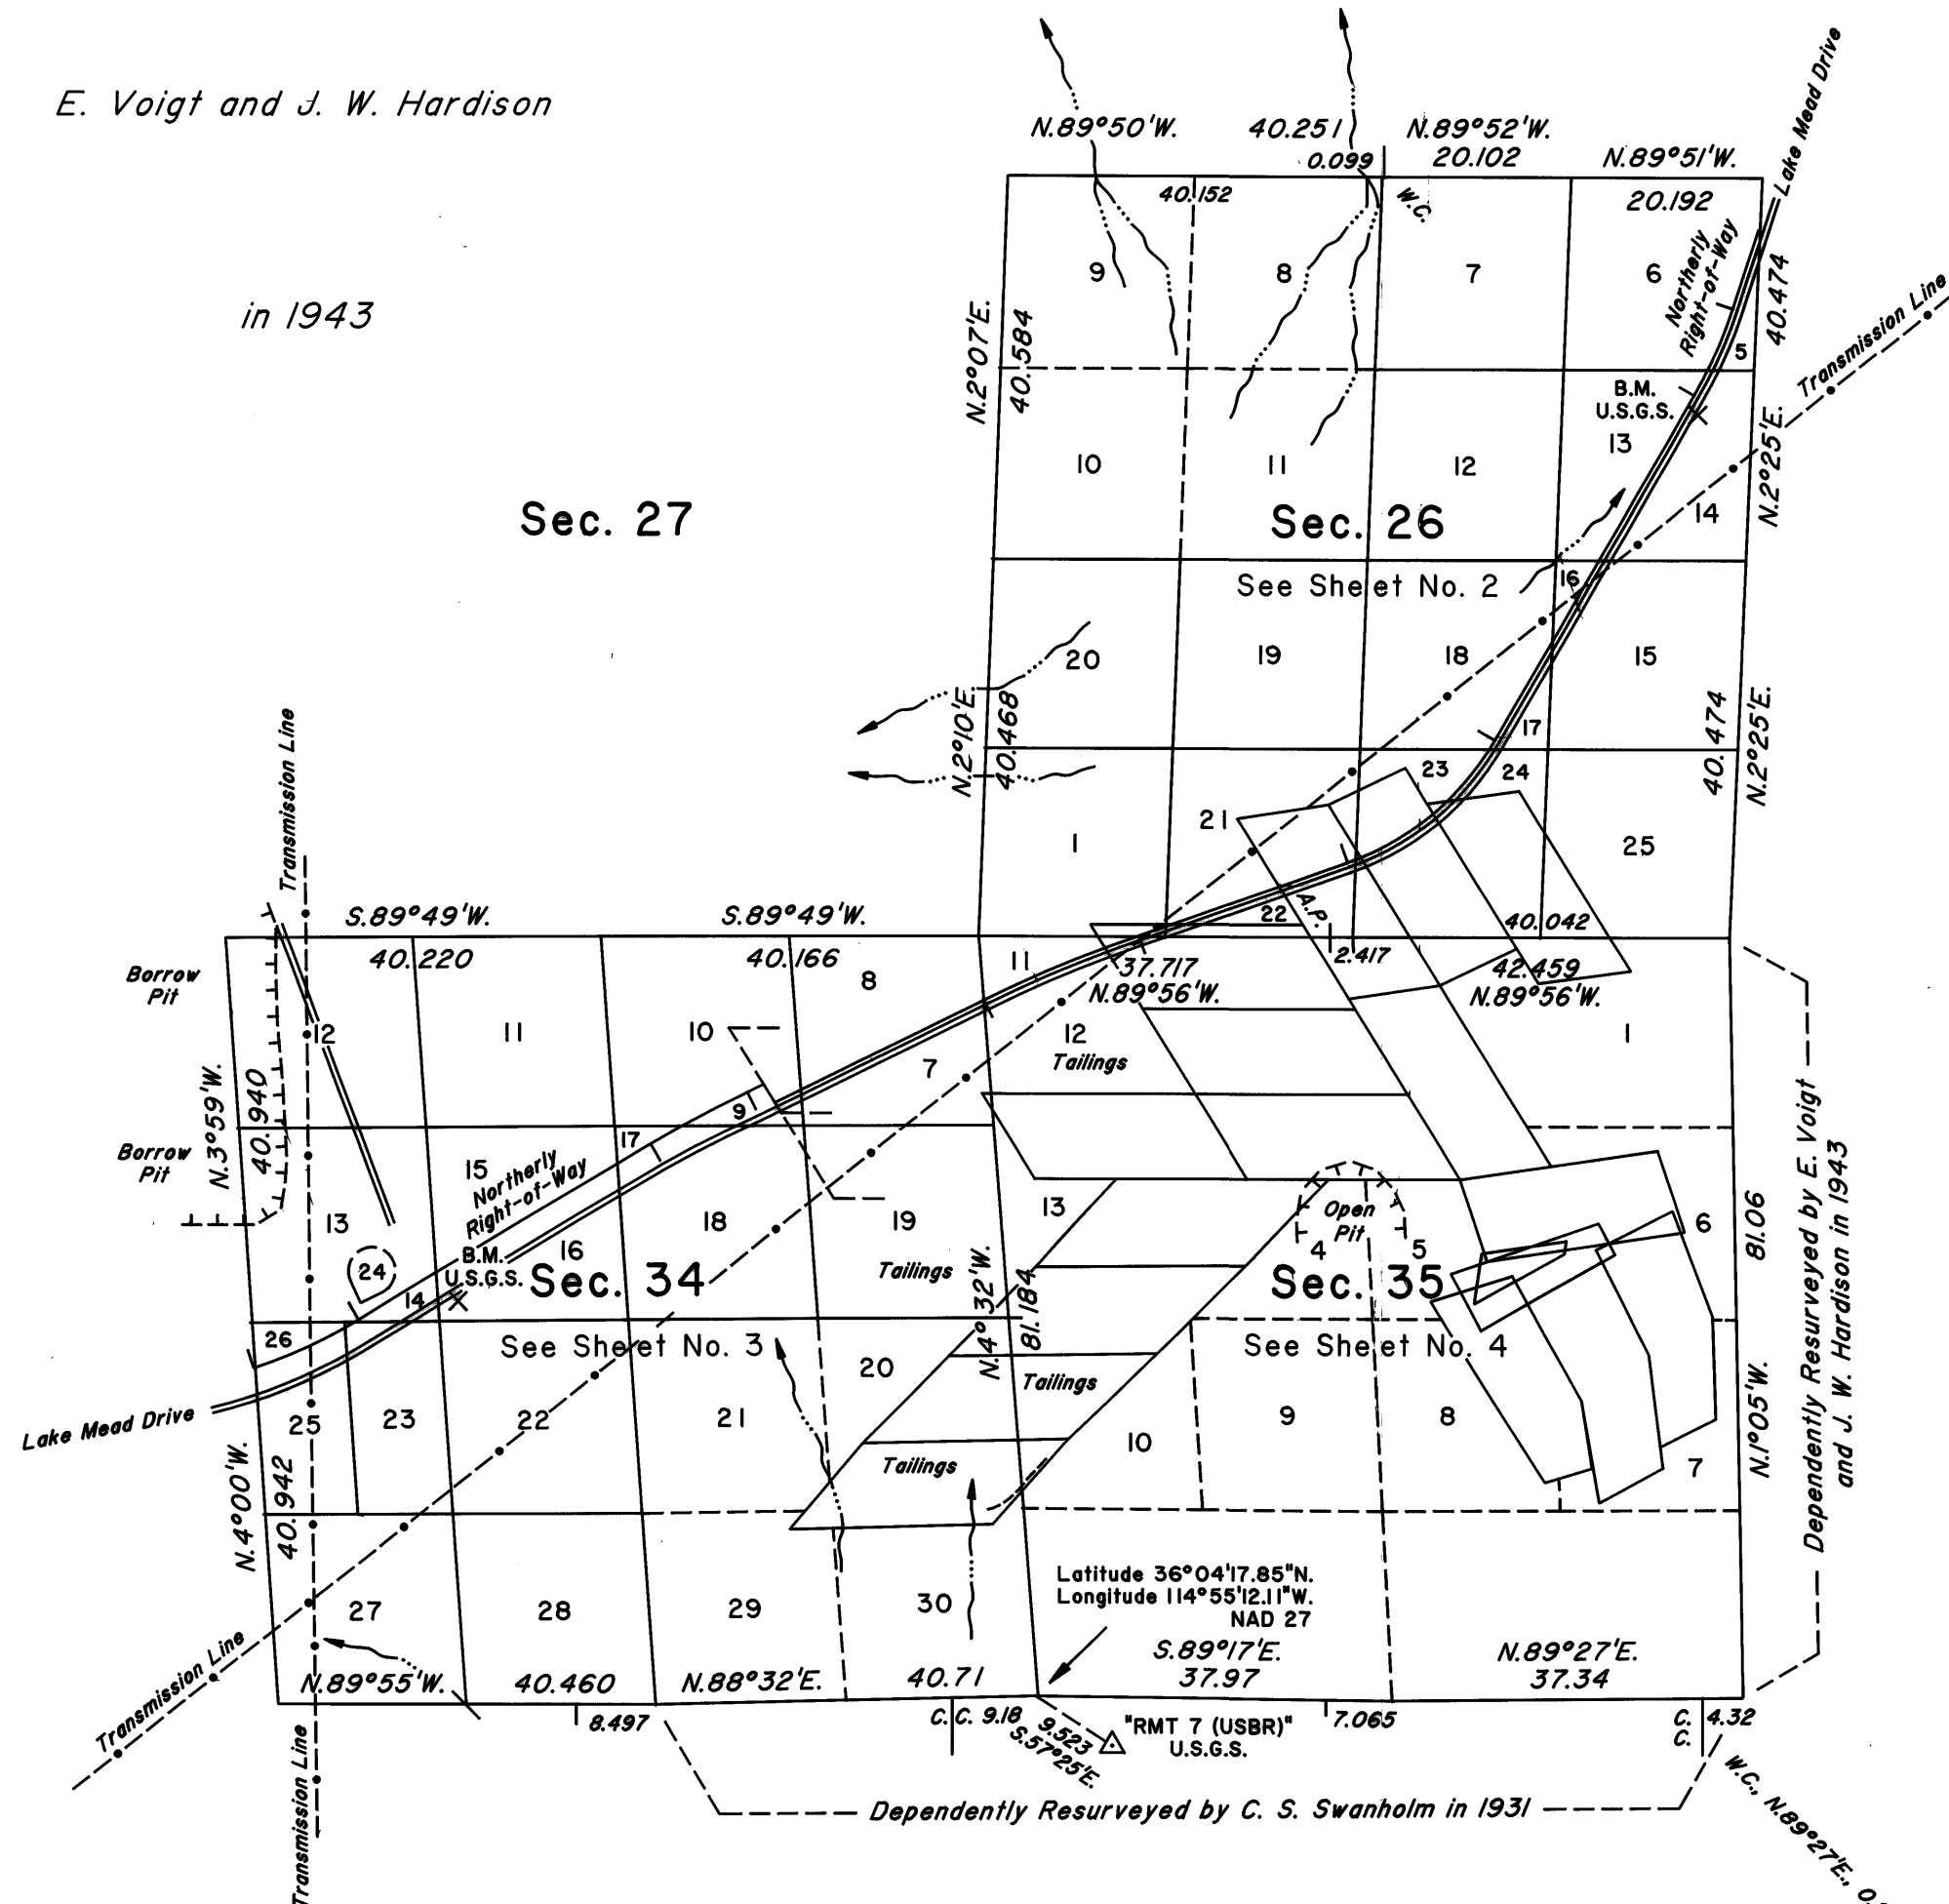 E. Voigt and J. W. Hardison
in 1943
N.89°50'W.
40.251
N.89°52'W.
0.099
20.102
N.89°51'W.
Lake Mead Drive
40.152
W.C.
20.192
Northerly
Right-of-Way
9
8
7
6
5
N.2°07'E.
40.584
40.474
Transmission Line
B.M.
U.S.G.S.
13
10
11
12
14
N.2°25'E.
Sec. 27
Sec. 26
See Sheet No. 2
16
20
19
18
15
17
N.2°10'E.
40.468
40.474
N.2°25'E.
23
24
21
1
25
22
A.P.
Transmission Line
S.89°49'W.
S.89°49'W.
40.042
40.220
40.166
8
11
37.717
N.89°56'W.
2.417
42.459
N.89°56'W.
Borrow
Pit
12
11
10
7
12
Tailings
1
9
N.3°59'W.
40.940
Borrow
Pit
17
15
Northerly
Right-of-Way
13
18
19
13
Open
Pit
4
5
6
81.06
Dependently Resurveyed by E. Voigt
and J. W. Hardison in 1943
24
B.M.
U.S.G.S.
16
14
Sec. 34
Tailings
N.4°32'W.
81.184
Sec. 35
26
See Sheet No. 3
See Sheet No. 4
20
Tailings
Lake Mead Drive
25
23
22
21
10
9
8
7
N.1°05'W.
Tailings
N.4°00'W.
40.942
Latitude 36°04'17.85"N.
Longitude 114°55'12.11"W.
NAD 27
27
28
29
30
Transmission Line
N.89°55'W.
40.460
N.88°32'E.
40.71
S.89°17'E.
37.97
N.89°27'E.
37.34
8.497
C.C. 9.18
9.523
S.57°25'E.
"RMT 7 (USBR)"
U.S.G.S.
7.065
C.
C.
4.32
Transmission Line
Dependently Resurveyed by C. S. Swanholm in 1931
W.C., N.89°27'E.,